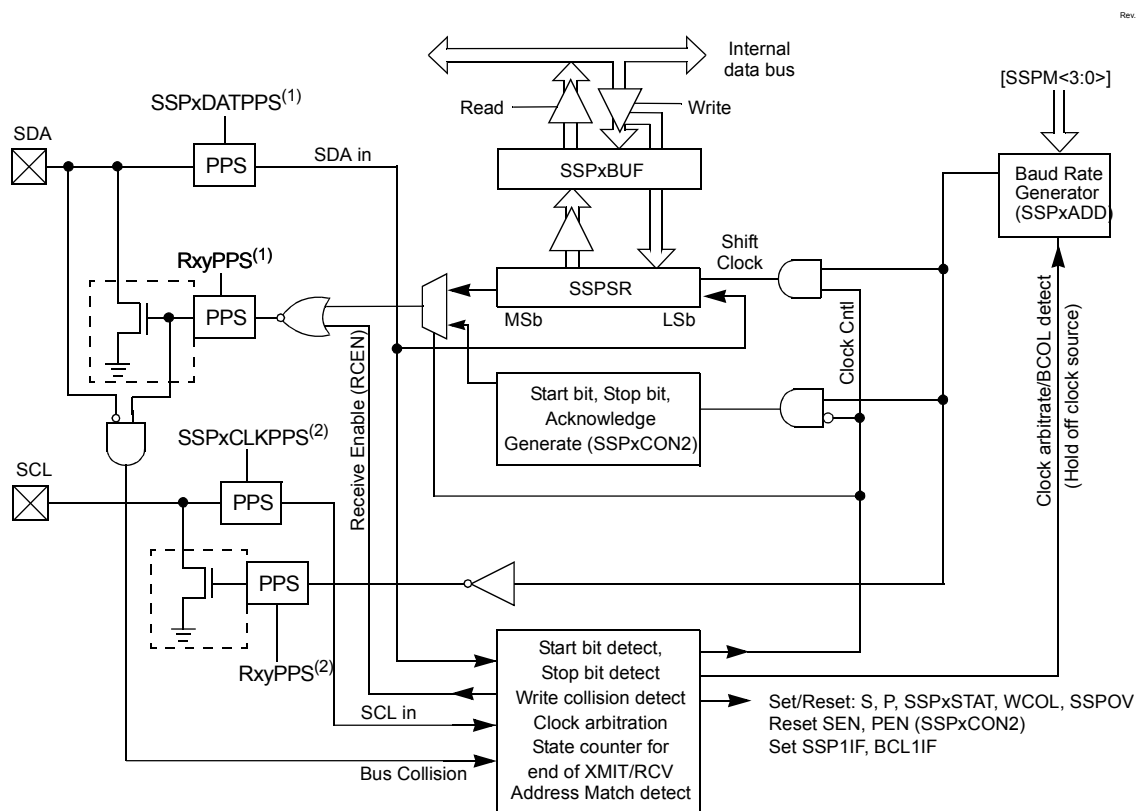 Rev.
Internal
data bus
[SSPM<3:0>]
SSPxDATPPS(1)
Read
Write
SDA
PPS
SDA in
SSPxBUF
Baud Rate
Generator
(SSPxADD)
RxyPPS(1)
Shift
Clock
PPS
SSPSR
MSb
LSb
Clock Cntl
Receive Enable (RCEN)
Clock arbitrate/BCOL detect
(Hold off clock source)
Start bit, Stop bit,
Acknowledge
Generate (SSPxCON2)
SSPxCLKPPS(2)
SCL
PPS
PPS
RxyPPS(2)
SCL in
Bus Collision
Start bit detect,
Stop bit detect
Write collision detect
Clock arbitration
State counter for
end of XMIT/RCV
Address Match detect
Set/Reset: S, P, SSPxSTAT, WCOL, SSPOV
Reset SEN, PEN (SSPxCON2)
Set SSP1IF, BCL1IF